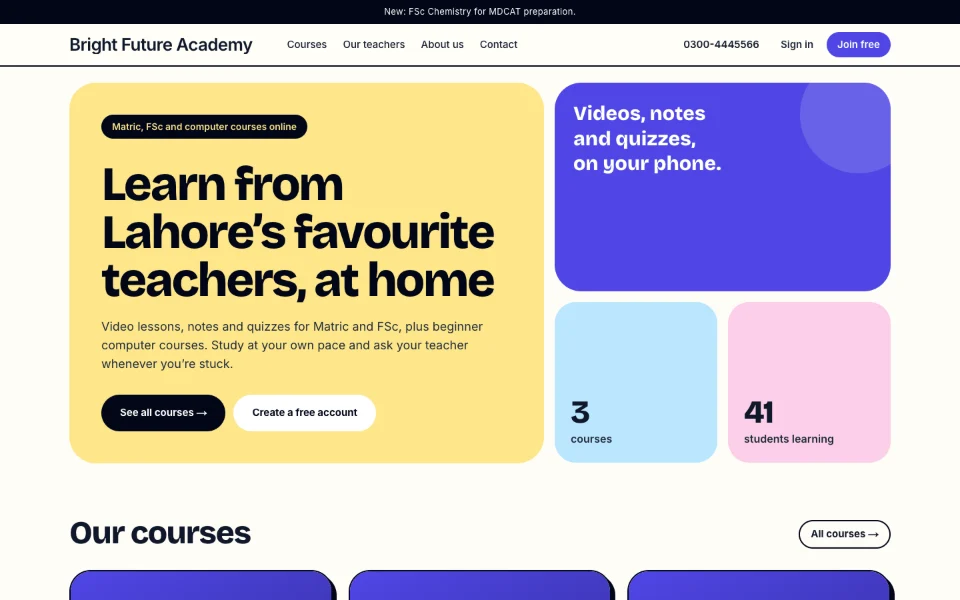 New: FSc Chemistry for MDCAT preparation.
Bright Future Academy
Courses
Our teachers
About us
Contact
0300-4445566
Sign in
Join free
Matric, FSc and computer courses online
Learn from
Lahore’s favourite
teachers, at home
Video lessons, notes and quizzes for Matric and FSc, plus beginner
computer courses. Study at your own pace and ask your teacher
whenever you’re stuck.
See all courses →
Create a free account
Videos, notes
and quizzes,
on your phone.
3
courses
41
students learning
Our courses
All courses →